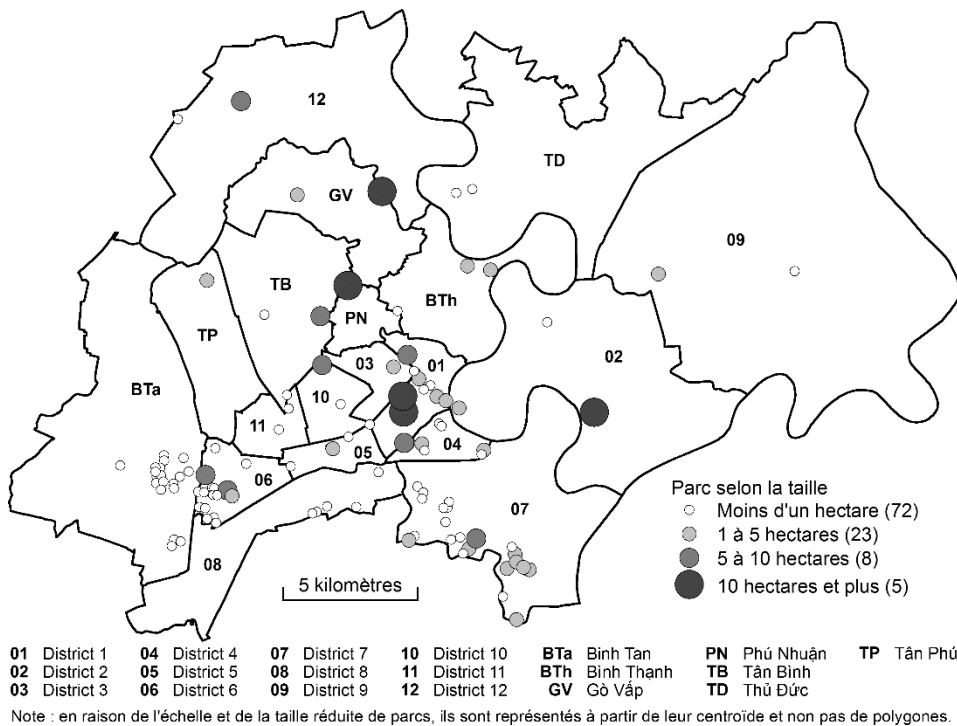 12
TD
GV
09
TB
BTh
PN
TP
02
03
01
BTa
10
11
04
05
06
07
08
Parc selon la taille
Moins d'un hectare (72)
1 à 5 hectares (23)
5 à 10 hectares (8)
10 hectares et plus (5)
5 kilomètres
01 District 1 04 District 4 07 District 7 10 District 10 BTa Binh Tan PN Phú Nhuận TP Tân Phú
02 District 2 05 District 5 08 District 8 11 District 11 BTh Binh Thạnh TB Tân Bình
03 District 3 06 District 6 09 District 9 12 District 12 GV Gò Vấp TD Thủ Đức
Note : en raison de l'échelle et de la taille réduite de parcs, ils sont représentés à partir de leur centroïde et non pas de polygones.